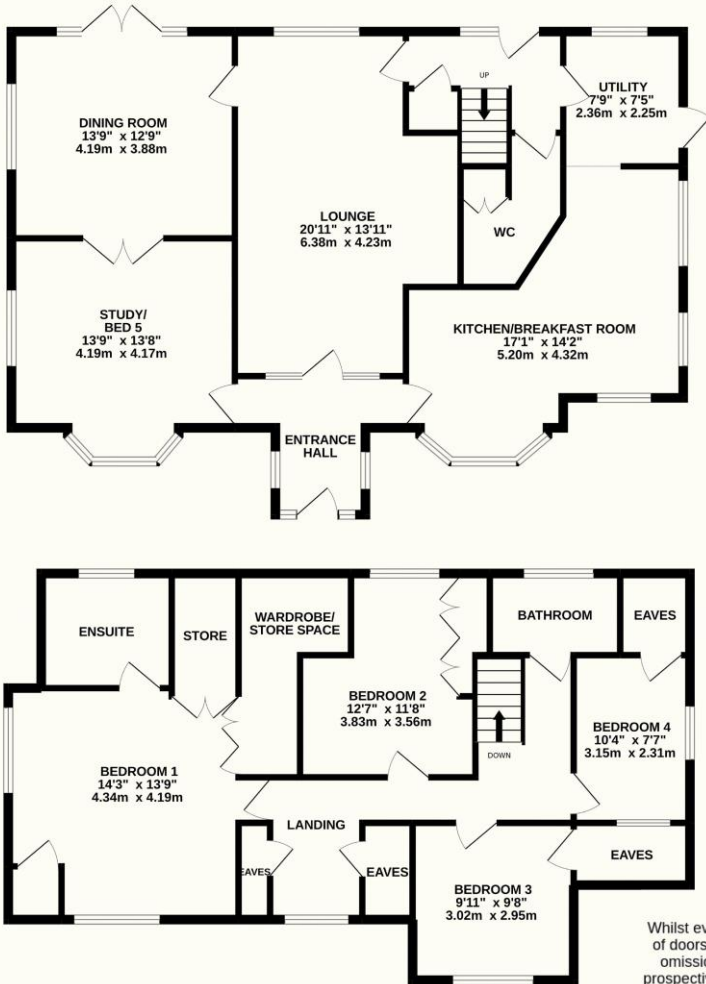 DINING ROOM
13'9" x 12'9"
4.19m x 3.88m
UP
UTILITY
7'9" x 7'5"
2.36m x 2.25m
LOUNGE
20'11" x 13'11"
6.38m x 4.23m
WC
STUDY/
BED 5
13'9" x 13'8"
4.19m x 4.17m
KITCHEN/BREAKFAST ROOM
17'1" x 14'2"
5.20m x 4.32m
ENTRANCE
HALL
ENSUITE
STORE
WARDROBE/
STORE SPACE
BATHROOM
EAVES
BEDROOM 2
12'7" x 11'8"
3.83m x 3.56m
BEDROOM 4
10'4" x 7'7"
3.15m x 2.31m
DOWN
BEDROOM 1
14'3" x 13'9"
4.34m x 4.19m
LANDING
EAVES
EAVES
EAVES
BEDROOM 3
9'11" x 9'8"
3.02m x 2.95m
Whilst ev
of doors
omissio
prospectiv